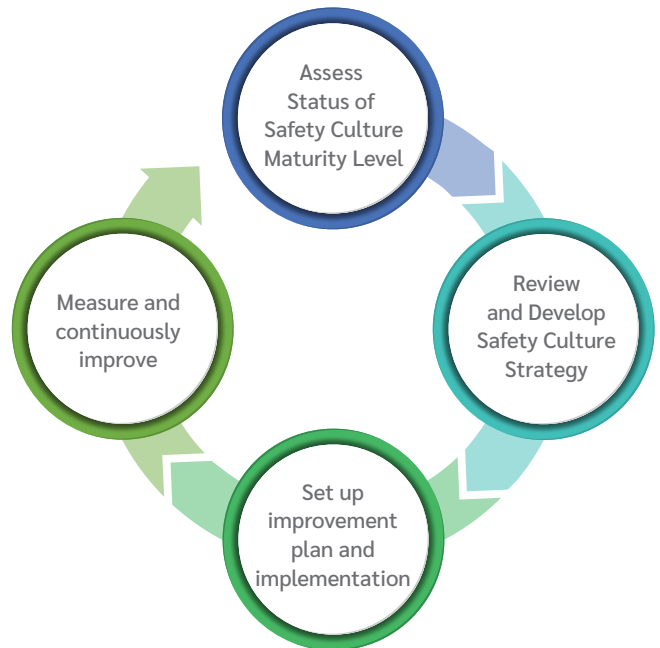 Assess
Status of
Safety Culture
Maturity Level
Review
and Develop
Safety Culture
Strategy
Set up
improvement
plan and
implementation
Measure and
continuously
improve